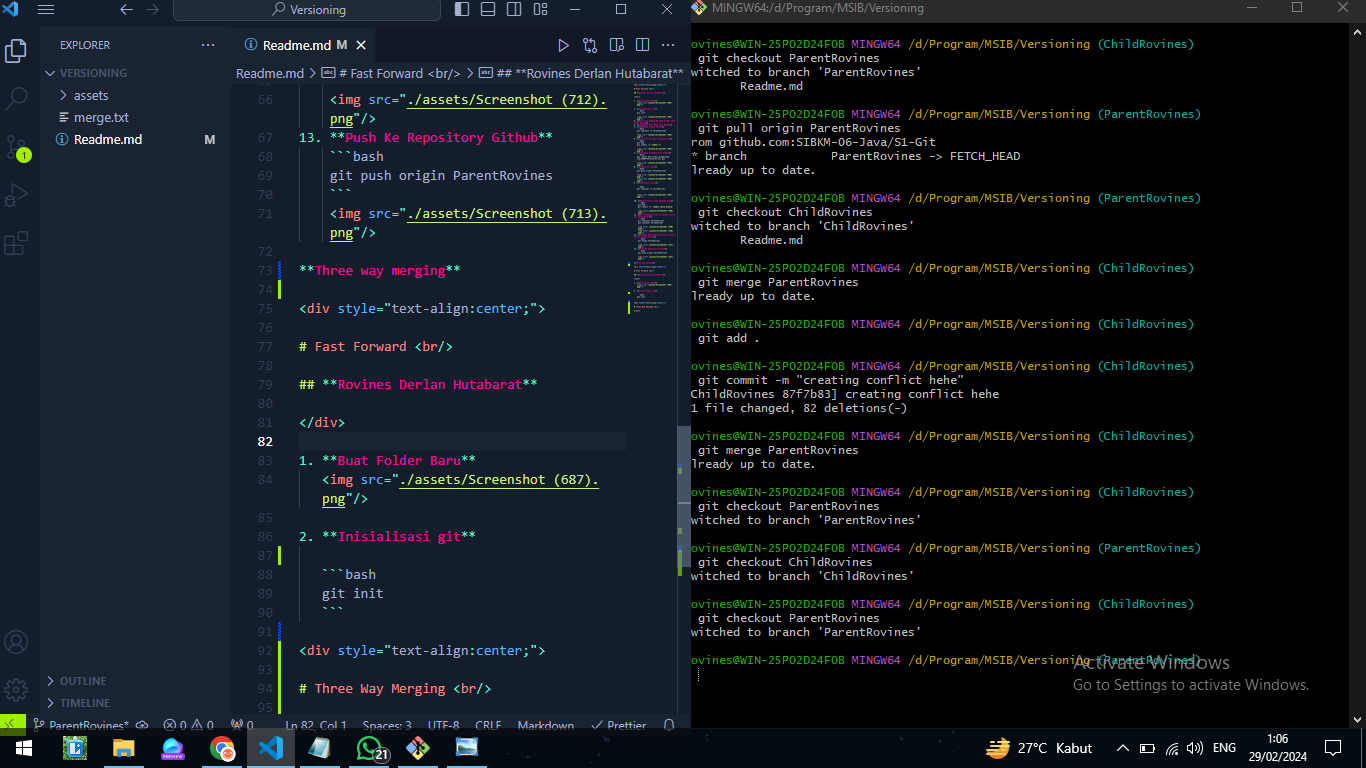 Versioning
EXPLORER
VERSIONING
assets
merge.txt
Readme.md M
1
OUTLINE
TIMELINE
Readme.md M
Readme.md > # Fast Forward <br/> > ## **Rovines Derlan Hutabarat**
66 <img src="./assets/Screenshot (712).
png"/>
67 13. **Push Ke Repository Github**
68 ```bash
69 git push origin ParentRovines
70 ```
71 <img src="./assets/Screenshot (713).
png"/>
72
73 **Three way merging**
74
75 <div style="text-align:center;">
76
77 # Fast Forward <br/>
78
79 ## **Rovines Derlan Hutabarat**
80
81 </div>
82
83 1. **Buat Folder Baru**
84 <img src="./assets/Screenshot (687).
png"/>
85
86 2. **Inisialisasi git**
87
88 ```bash
89 git init
90 ```
91
92 <div style="text-align:center;">
93
94 # Three Way Merging <br/>
95
ParentRovines* 0 0 0 Ln 82, Col 1 Spaces: 3 UTF-8 CRLF Markdown Prettier
MINGW64:/d/Program/MSIB/Versioning
ovines@WIN-25PO2D24FOB MINGW64 /d/Program/MSIB/Versioning (ChildRovines)
git checkout ParentRovines
witched to branch 'ParentRovines'
Readme.md
ovines@WIN-25PO2D24FOB MINGW64 /d/Program/MSIB/Versioning (ParentRovines)
git pull origin ParentRovines
rom github.com:SIBKM-06-Java/S1-Git
* branch ParentRovines -> FETCH_HEAD
lready up to date.
ovines@WIN-25PO2D24FOB MINGW64 /d/Program/MSIB/Versioning (ParentRovines)
git checkout ChildRovines
witched to branch 'ChildRovines'
Readme.md
ovines@WIN-25PO2D24FOB MINGW64 /d/Program/MSIB/Versioning (ChildRovines)
git merge ParentRovines
lready up to date.
ovines@WIN-25PO2D24FOB MINGW64 /d/Program/MSIB/Versioning (ChildRovines)
git add .
ovines@WIN-25PO2D24FOB MINGW64 /d/Program/MSIB/Versioning (ChildRovines)
git commit -m "creating conflict hehe"
ChildRovines 87f7b83] creating conflict hehe
1 file changed, 82 deletions(-)
ovines@WIN-25PO2D24FOB MINGW64 /d/Program/MSIB/Versioning (ChildRovines)
git merge ParentRovines
lready up to date.
ovines@WIN-25PO2D24FOB MINGW64 /d/Program/MSIB/Versioning (ChildRovines)
git checkout ParentRovines
witched to branch 'ParentRovines'
ovines@WIN-25PO2D24FOB MINGW64 /d/Program/MSIB/Versioning (ParentRovines)
git checkout ChildRovines
witched to branch 'ChildRovines'
ovines@WIN-25PO2D24FOB MINGW64 /d/Program/MSIB/Versioning (ChildRovines)
git checkout ParentRovines
witched to branch 'ParentRovines'
ovines@WIN-25PO2D24FOB MINGW64 /d/Program/MSIB/Versioning (ParentRovines)
Activate Windows
Go to Settings to activate Windows.
PREVIEW
21
27°C Kabut
ENG
1:06
29/02/2024